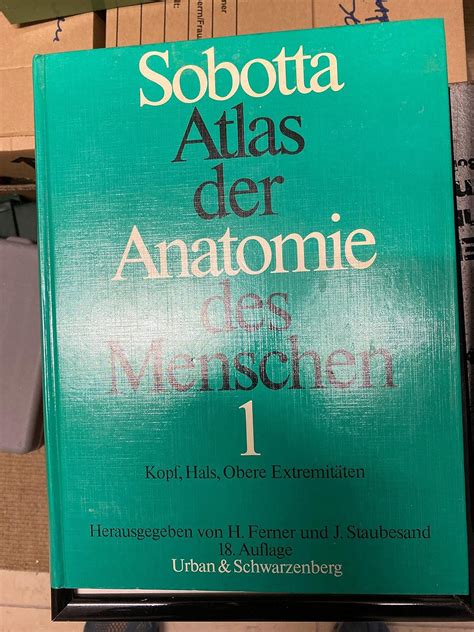 Sobotta
Atlas
der
Anatomie
des
Menschen
1
Kopf, Hals, Obere Extremitäten
Herausgegeben von H. Ferner und J. Staubesand
18. Auflage
Urban & Schwarzenberg